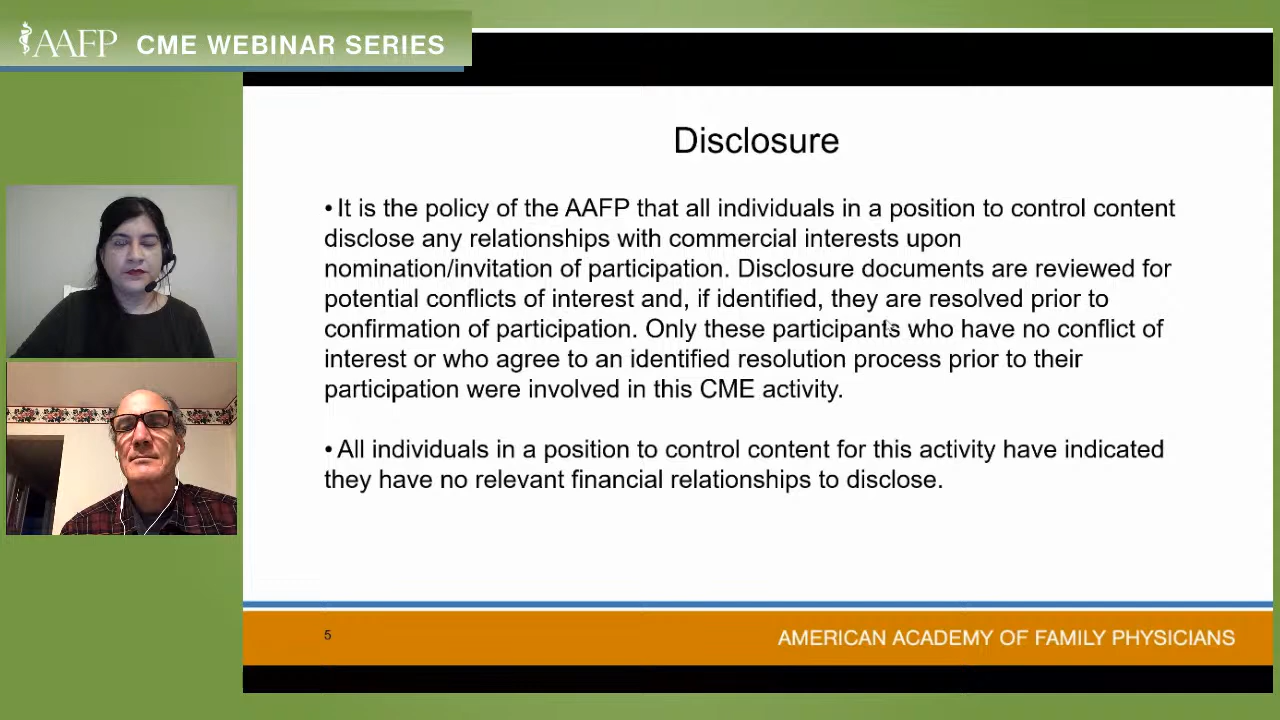 AAFP CME WEBINAR SERIES
Disclosure
• It is the policy of the AAFP that all individuals in a position to control content
disclose any relationships with commercial interests upon
nomination/invitation of participation. Disclosure documents are reviewed for
potential conflicts of interest and, if identified, they are resolved prior to
confirmation of participation. Only these participants who have no conflict of
interest or who agree to an identified resolution process prior to their
participation were involved in this CME activity.
• All individuals in a position to control content for this activity have indicated
they have no relevant financial relationships to disclose.
5
AMERICAN ACADEMY OF FAMILY PHYSICIANS